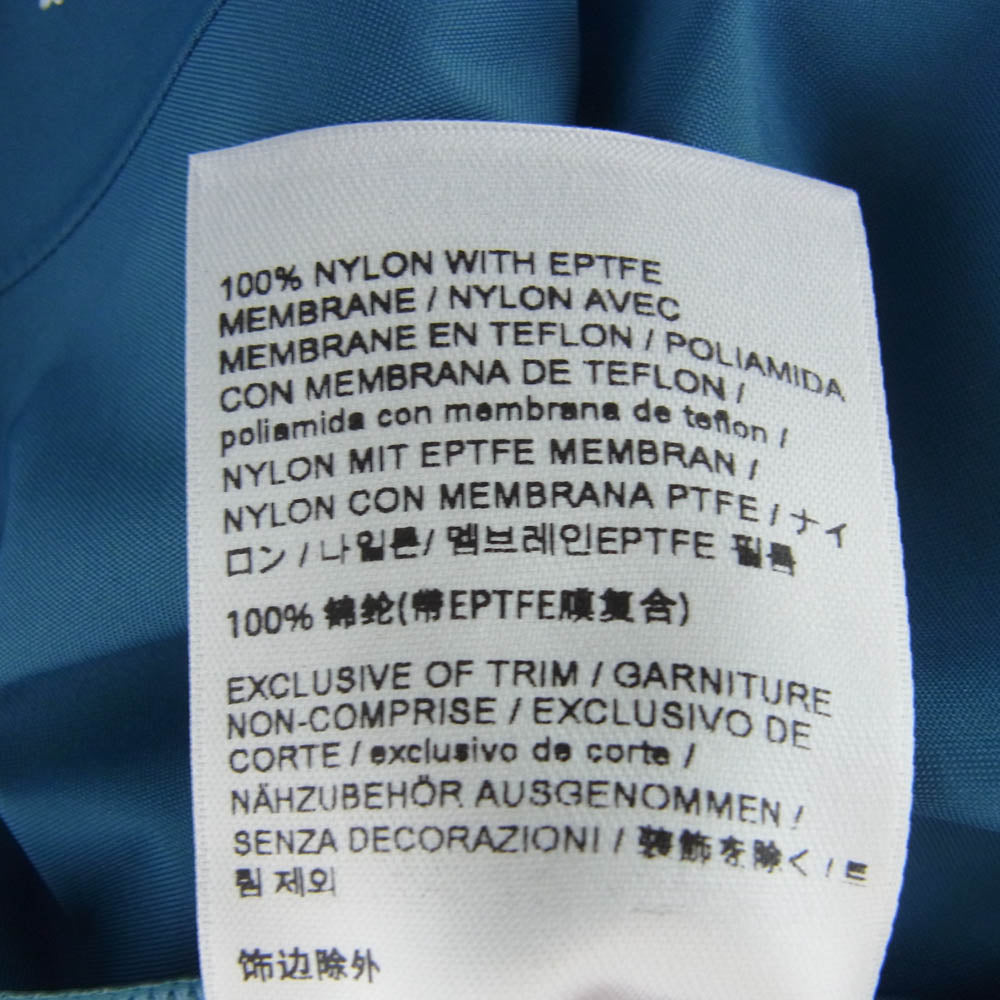 100% NYLON WITH EPTFE
MEMBRANE / NYLON AVEC
MEMBRANE EN TEFLON / POLIAMIDA
CON MEMBRANA DE TEFLON /
poliamida con membrana de teflon /
NYLON MIT EPTFE MEMBRAN /
NYLON CON MEMBRANA PTFE / ナイ
ロン / 나일론/ 멤브레인EPTFE 필름
100% 锦纶(带EPTFE膜复合)
EXCLUSIVE OF TRIM / GARNITURE
NON-COMPRISE / EXCLUSIVO DE
CORTE / exclusivo de corte /
NÄHZUBEHÖR AUSGENOMMEN /
SENZA DECORAZIONI / 装飾を除く / 트
림 제외
饰边除外